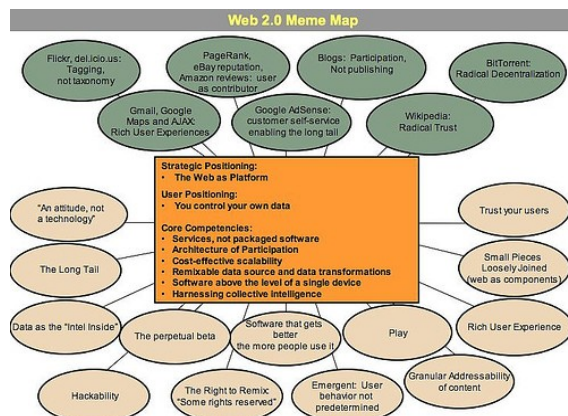 Web 2.0 Meme Map
Flickr, del.icio.us:
Tagging,
not taxonomy
PageRank,
eBay reputation,
Amazon reviews: user
as contributor
Blogs: Participation,
Not publishing
BitTorrent:
Radical Decentralization
Gmail, Google
Maps and AJAX:
Rich User Experiences
Google AdSense:
customer self-service
enabling the long tail
Wikipedia:
Radical Trust
Strategic Positioning:
• The Web as Platform
User Positioning:
• You control your own data
Core Competencies:
• Services, not packaged software
• Architecture of Participation
• Cost-effective scalability
• Remixable data source and data transformations
• Software above the level of a single device
• Harnessing collective Intelligence
"An attitude, not
a technology"
Trust your users
The Long Tail
Small Pieces
Loosely Joined
(web as components)
Data as the "Intel Inside"
The perpetual beta
Software that gets
better
the more people use it
Play
Rich User Experience
Hackability
The Right to Remix:
"Some rights reserved"
Emergent: User
behavior not
predetermined
Granular Addressability
of content